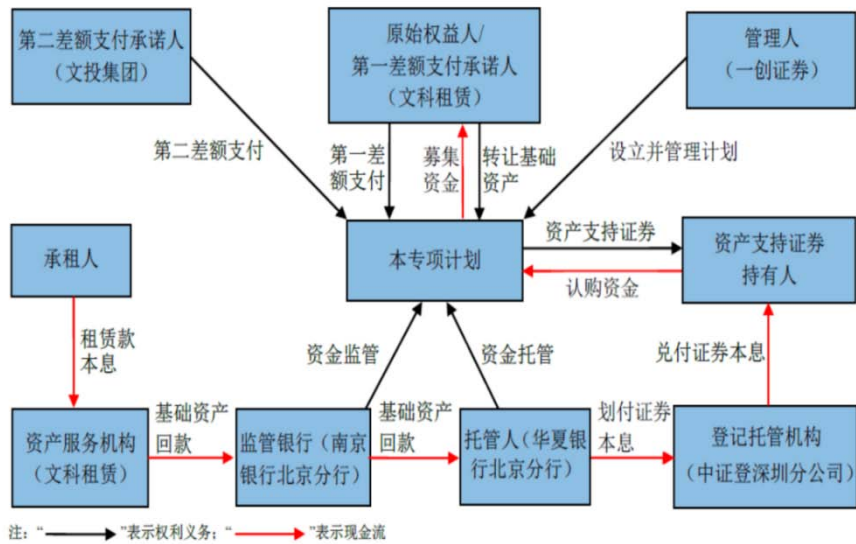 第二差额支付承诺人
（文投集团）
原始权益人/
第一差额支付承诺人
（文科租赁）
管理人
（一创证券）
第二差额支付
第一差
额支付
募集
资金
转让基础
资产
设立并管理计划
承租人
本专项计划
资产支持证券
认购资金
资产支持证券
持有人
租赁款
本息
资金监管
资金托管
兑付证券本息
资产服务机构
（文科租赁）
基础资产
回款
监管银行（南京
银行北京分行）
基础资产
回款
托管人（华夏银
行北京分行）
划付证券
本息
登记托管机构
（中证登深圳分公司）
注：“ ”表示权利义务；“ ”表示现金流